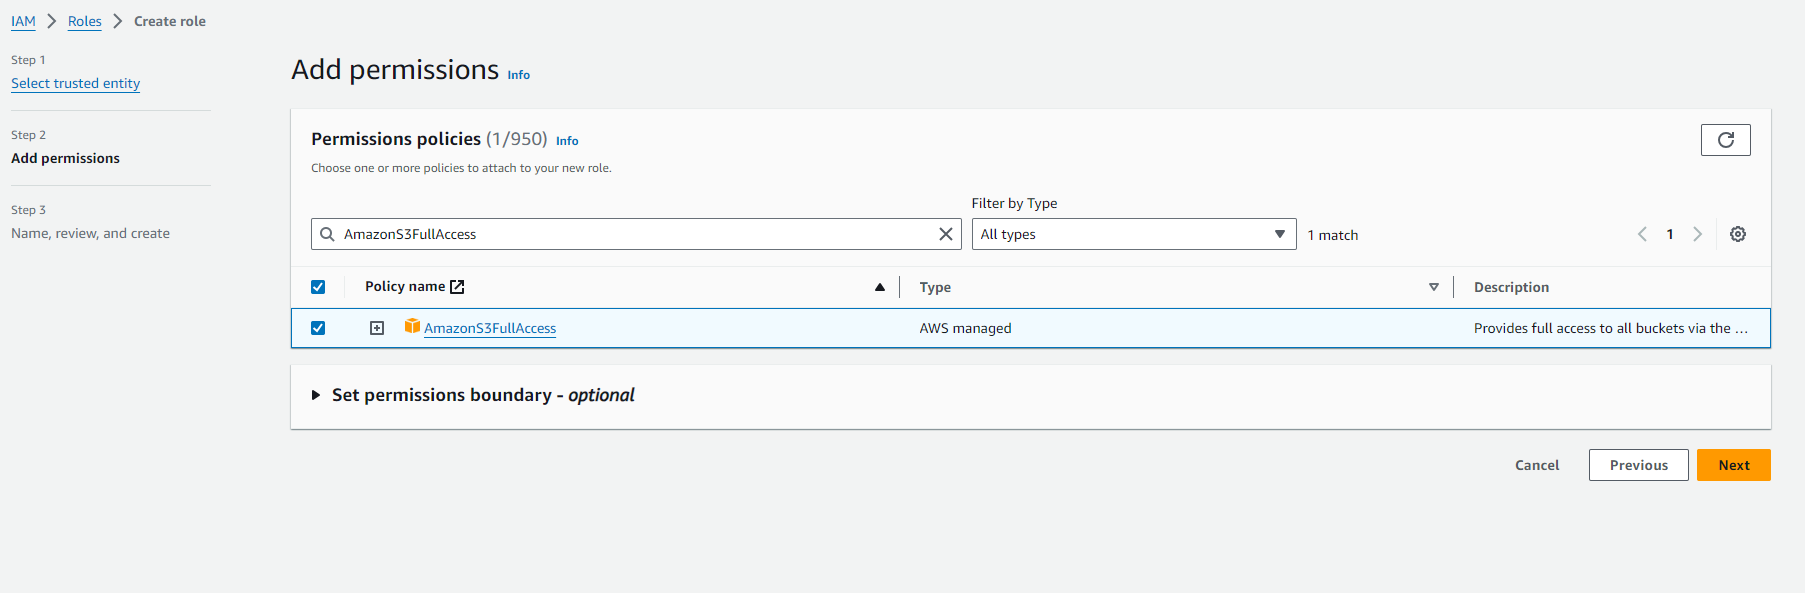 IAM > Roles > Create role
Step 1
Select trusted entity
Step 2
Add permissions
Step 3
Name, review, and create
Add permissions Info
Permissions policies (1/950) Info
Choose one or more policies to attach to your new role.
Filter by Type
AmazonS3FullAccess All types 1 match 1
Policy name Type Description
AmazonS3FullAccess AWS managed Provides full access to all buckets via the ...
Set permissions boundary - optional
Cancel Previous Next